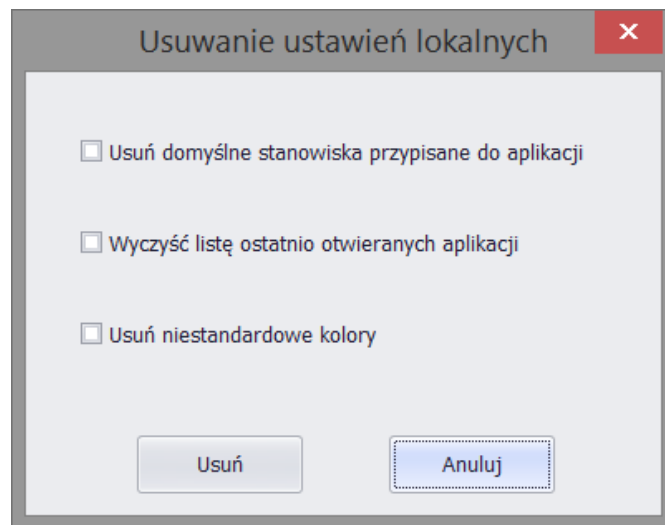 Usuwanie ustawień lokalnych
Usuń domyślne stanowiska przypisane do aplikacji
Wyczyść listę ostatnio otwieranych aplikacji
Usuń niestandardowe kolory
Usuń
Anuluj